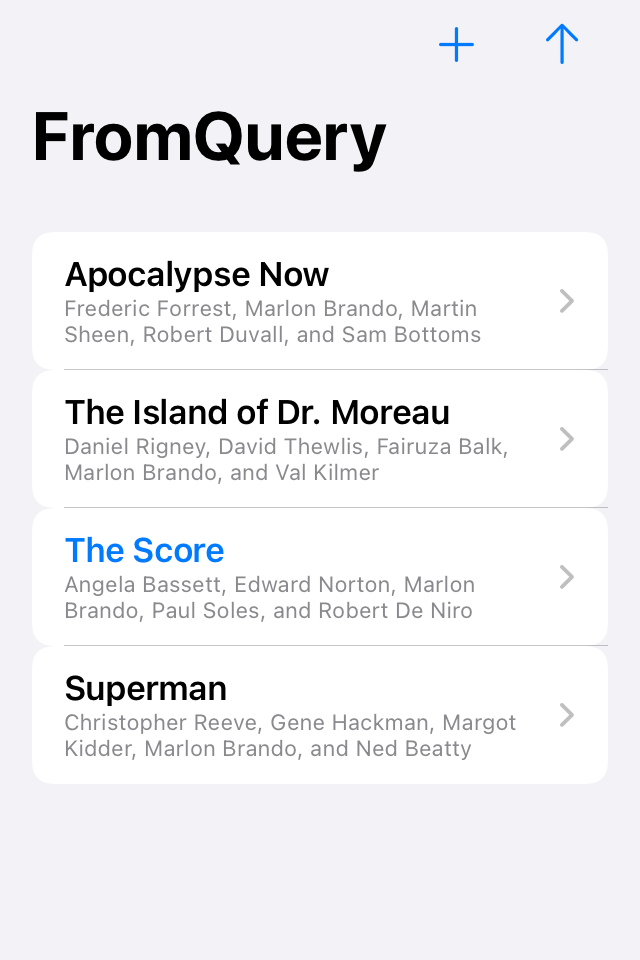 FromQuery
Apocalypse Now
Frederic Forrest, Marlon Brando, Martin
Sheen, Robert Duvall, and Sam Bottoms
The Island of Dr. Moreau
Daniel Rigney, David Thewlis, Fairuza Balk,
Marlon Brando, and Val Kilmer
The Score
Angela Bassett, Edward Norton, Marlon
Brando, Paul Soles, and Robert De Niro
Superman
Christopher Reeve, Gene Hackman, Margot
Kidder, Marlon Brando, and Ned Beatty